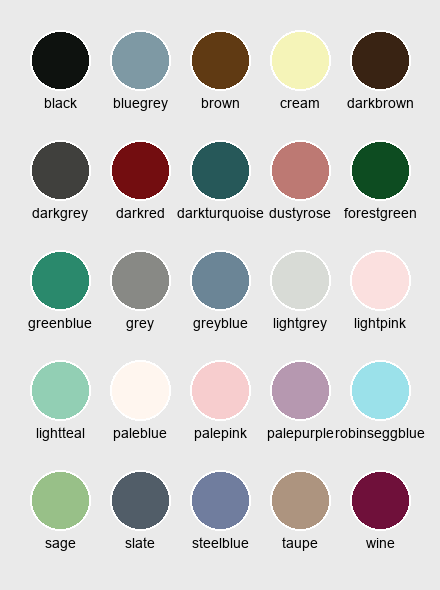 black bluegrey brown cream darkbrown
darkgrey darkred darkturquoise dustyrose forestgreen
greenblue grey greyblue lightgrey lightpink
lightteal paleblue palepink palepurple robinseggblue
sage slate steelblue taupe wine